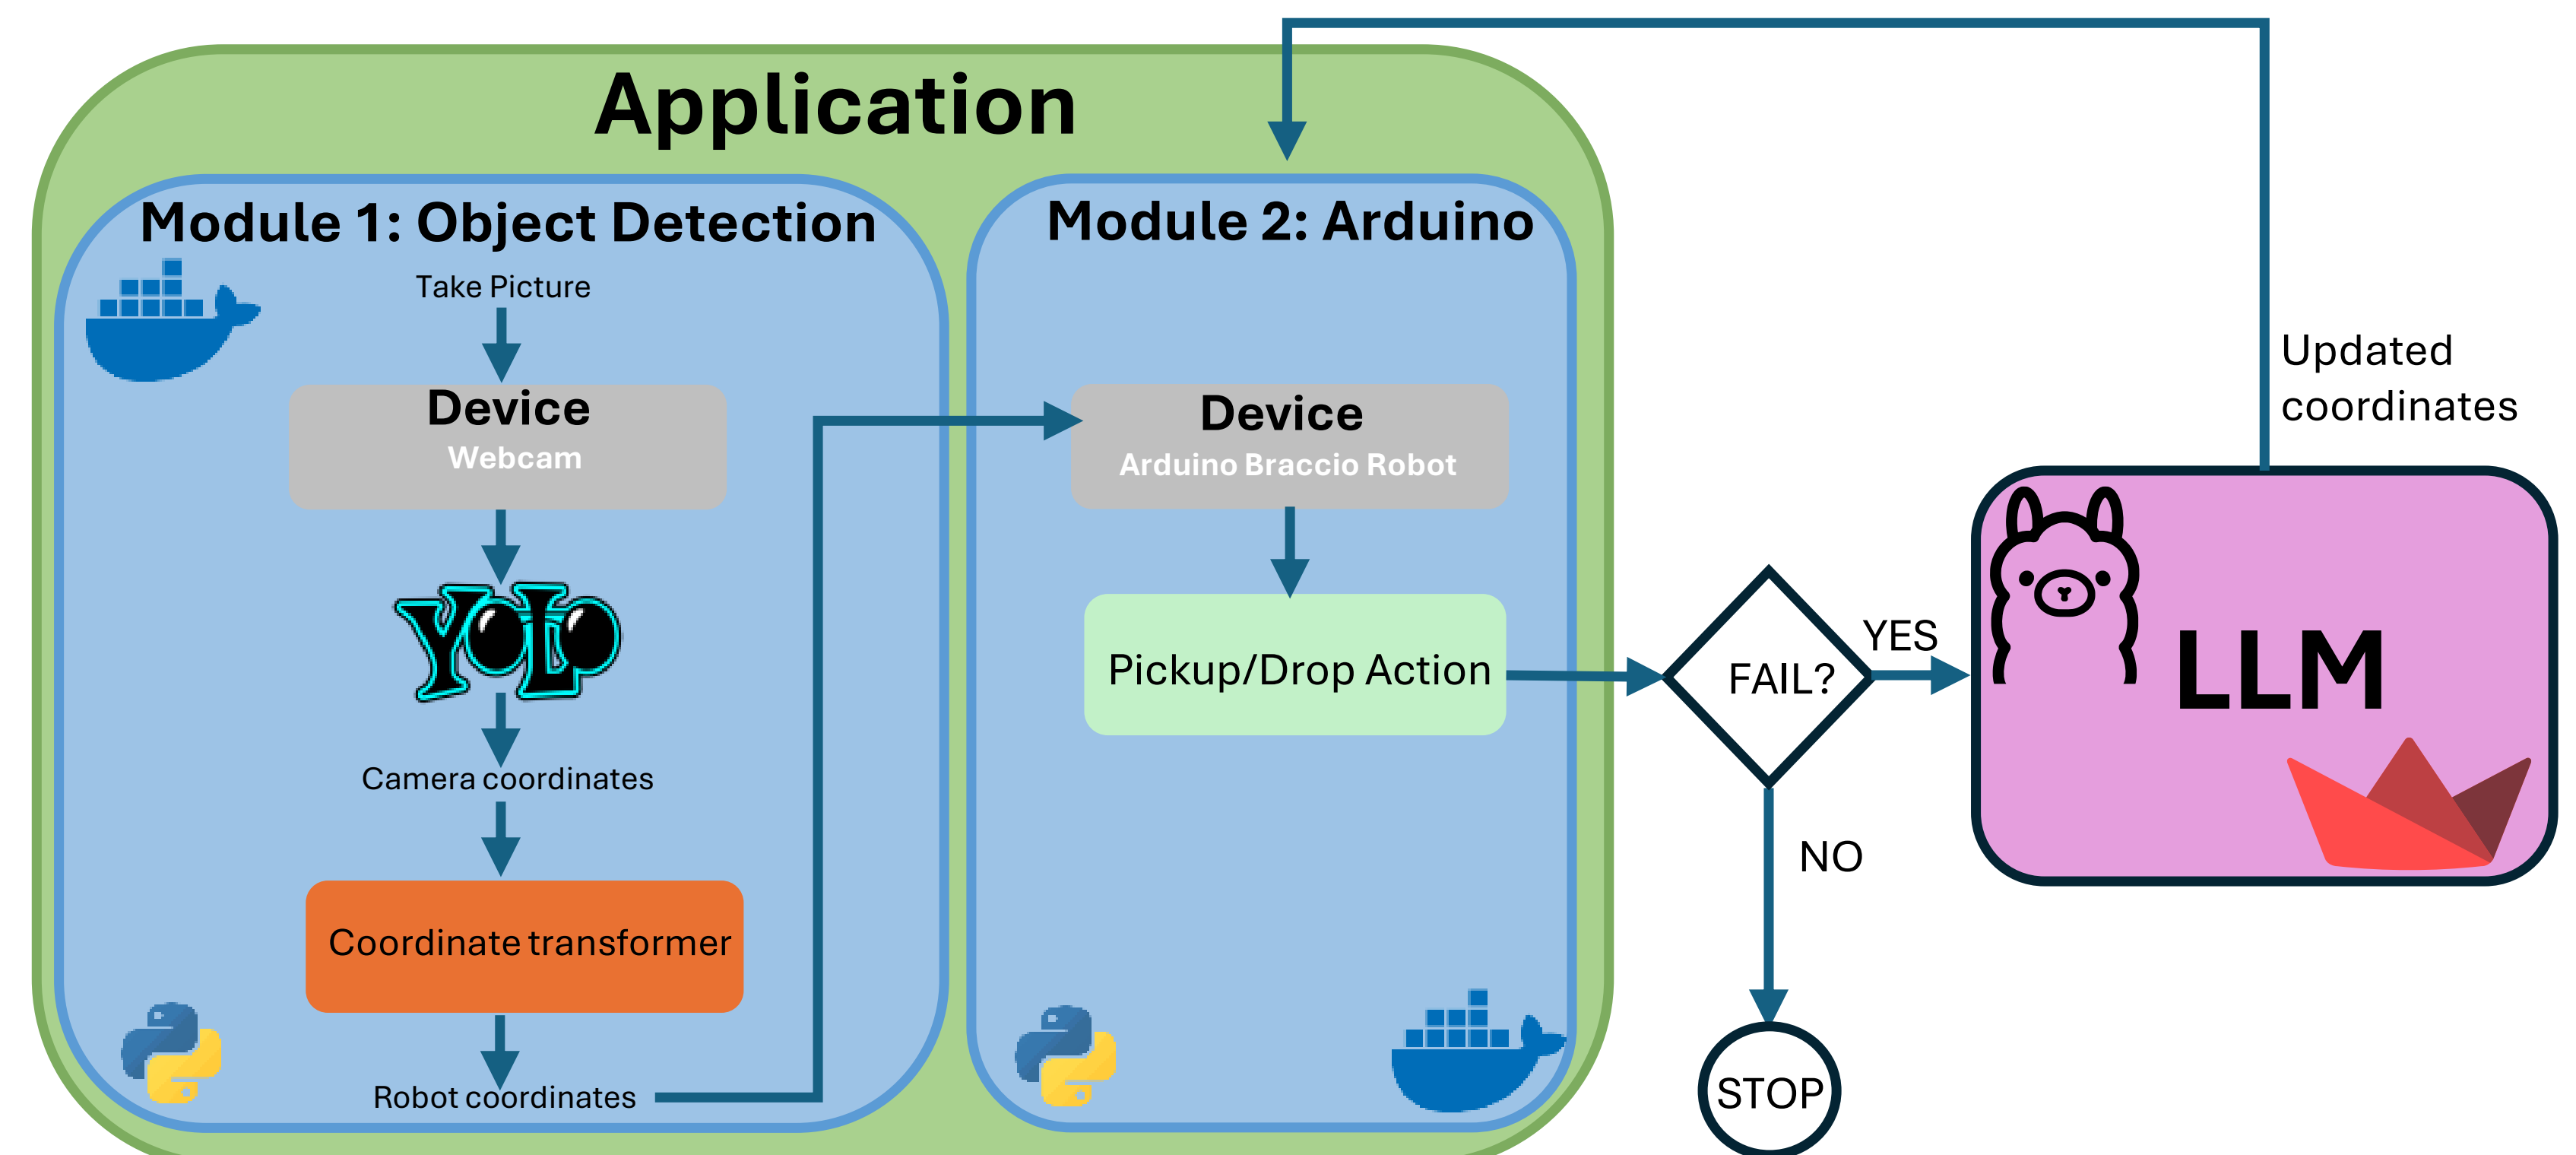 Application
Module 1: Object Detection
Take Picture
Device
Webcam
YOLO
Camera coordinates
Coordinate transformer
Robot coordinates
Module 2: Arduino
Device
Arduino Braccio Robot
Pickup/Drop Action
FAIL?
YES
NO
STOP
LLM
Updated
coordinates